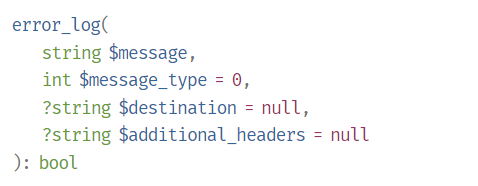 error_log(
string $message,
int $message_type = 0,
?string $destination = null,
?string $additional_headers = null
): bool